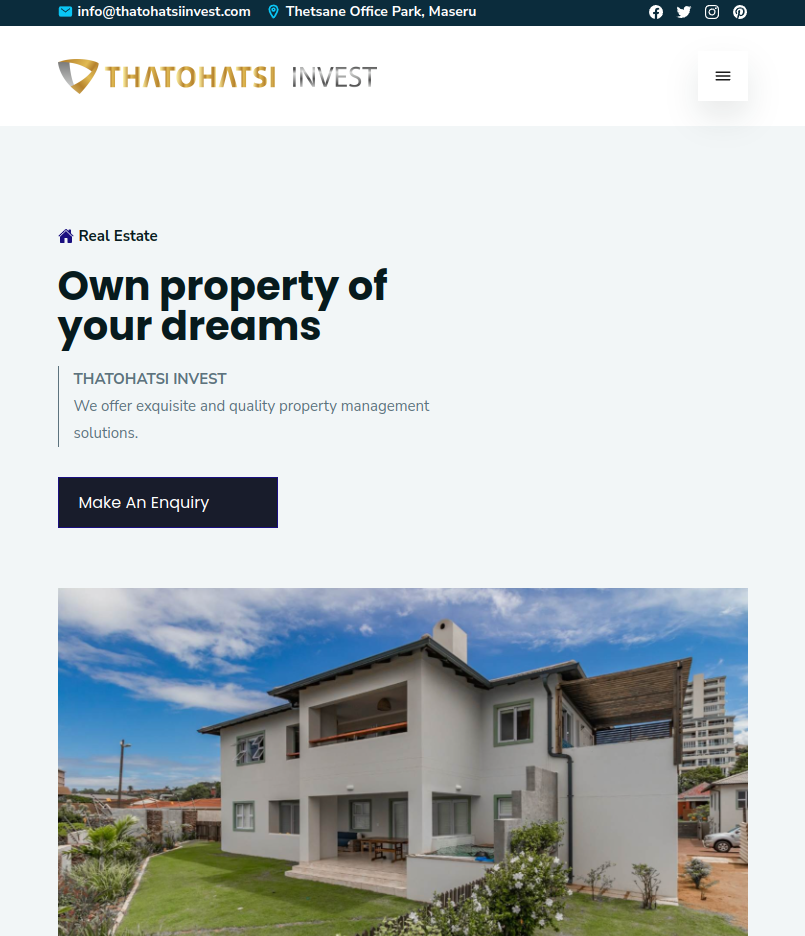 info@thatohatsiinvest.com Thetsane Office Park, Maseru
THATOHATSI INVEST
Real Estate
Own property of
your dreams
THATOHATSI INVEST
We offer exquisite and quality property management
solutions.
Make An Enquiry